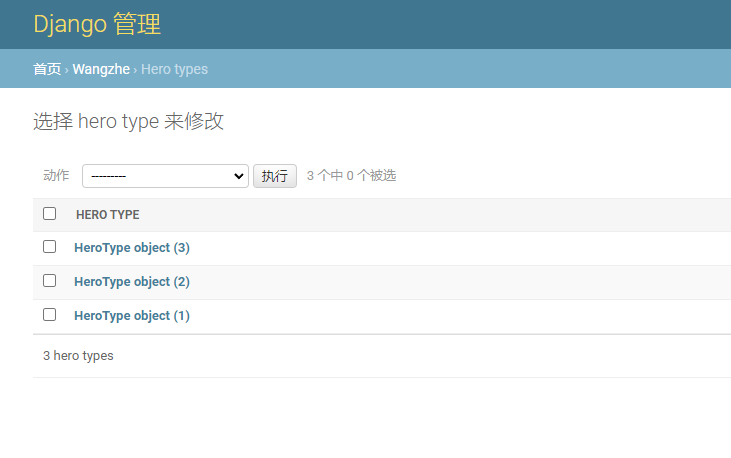 Django 管理
首页 › Wangzhe › Hero types
选择 hero type 来修改
动作 --------- 执行 3 个中 0 个被选
HERO TYPE
HeroType object (3)
HeroType object (2)
HeroType object (1)
3 hero types